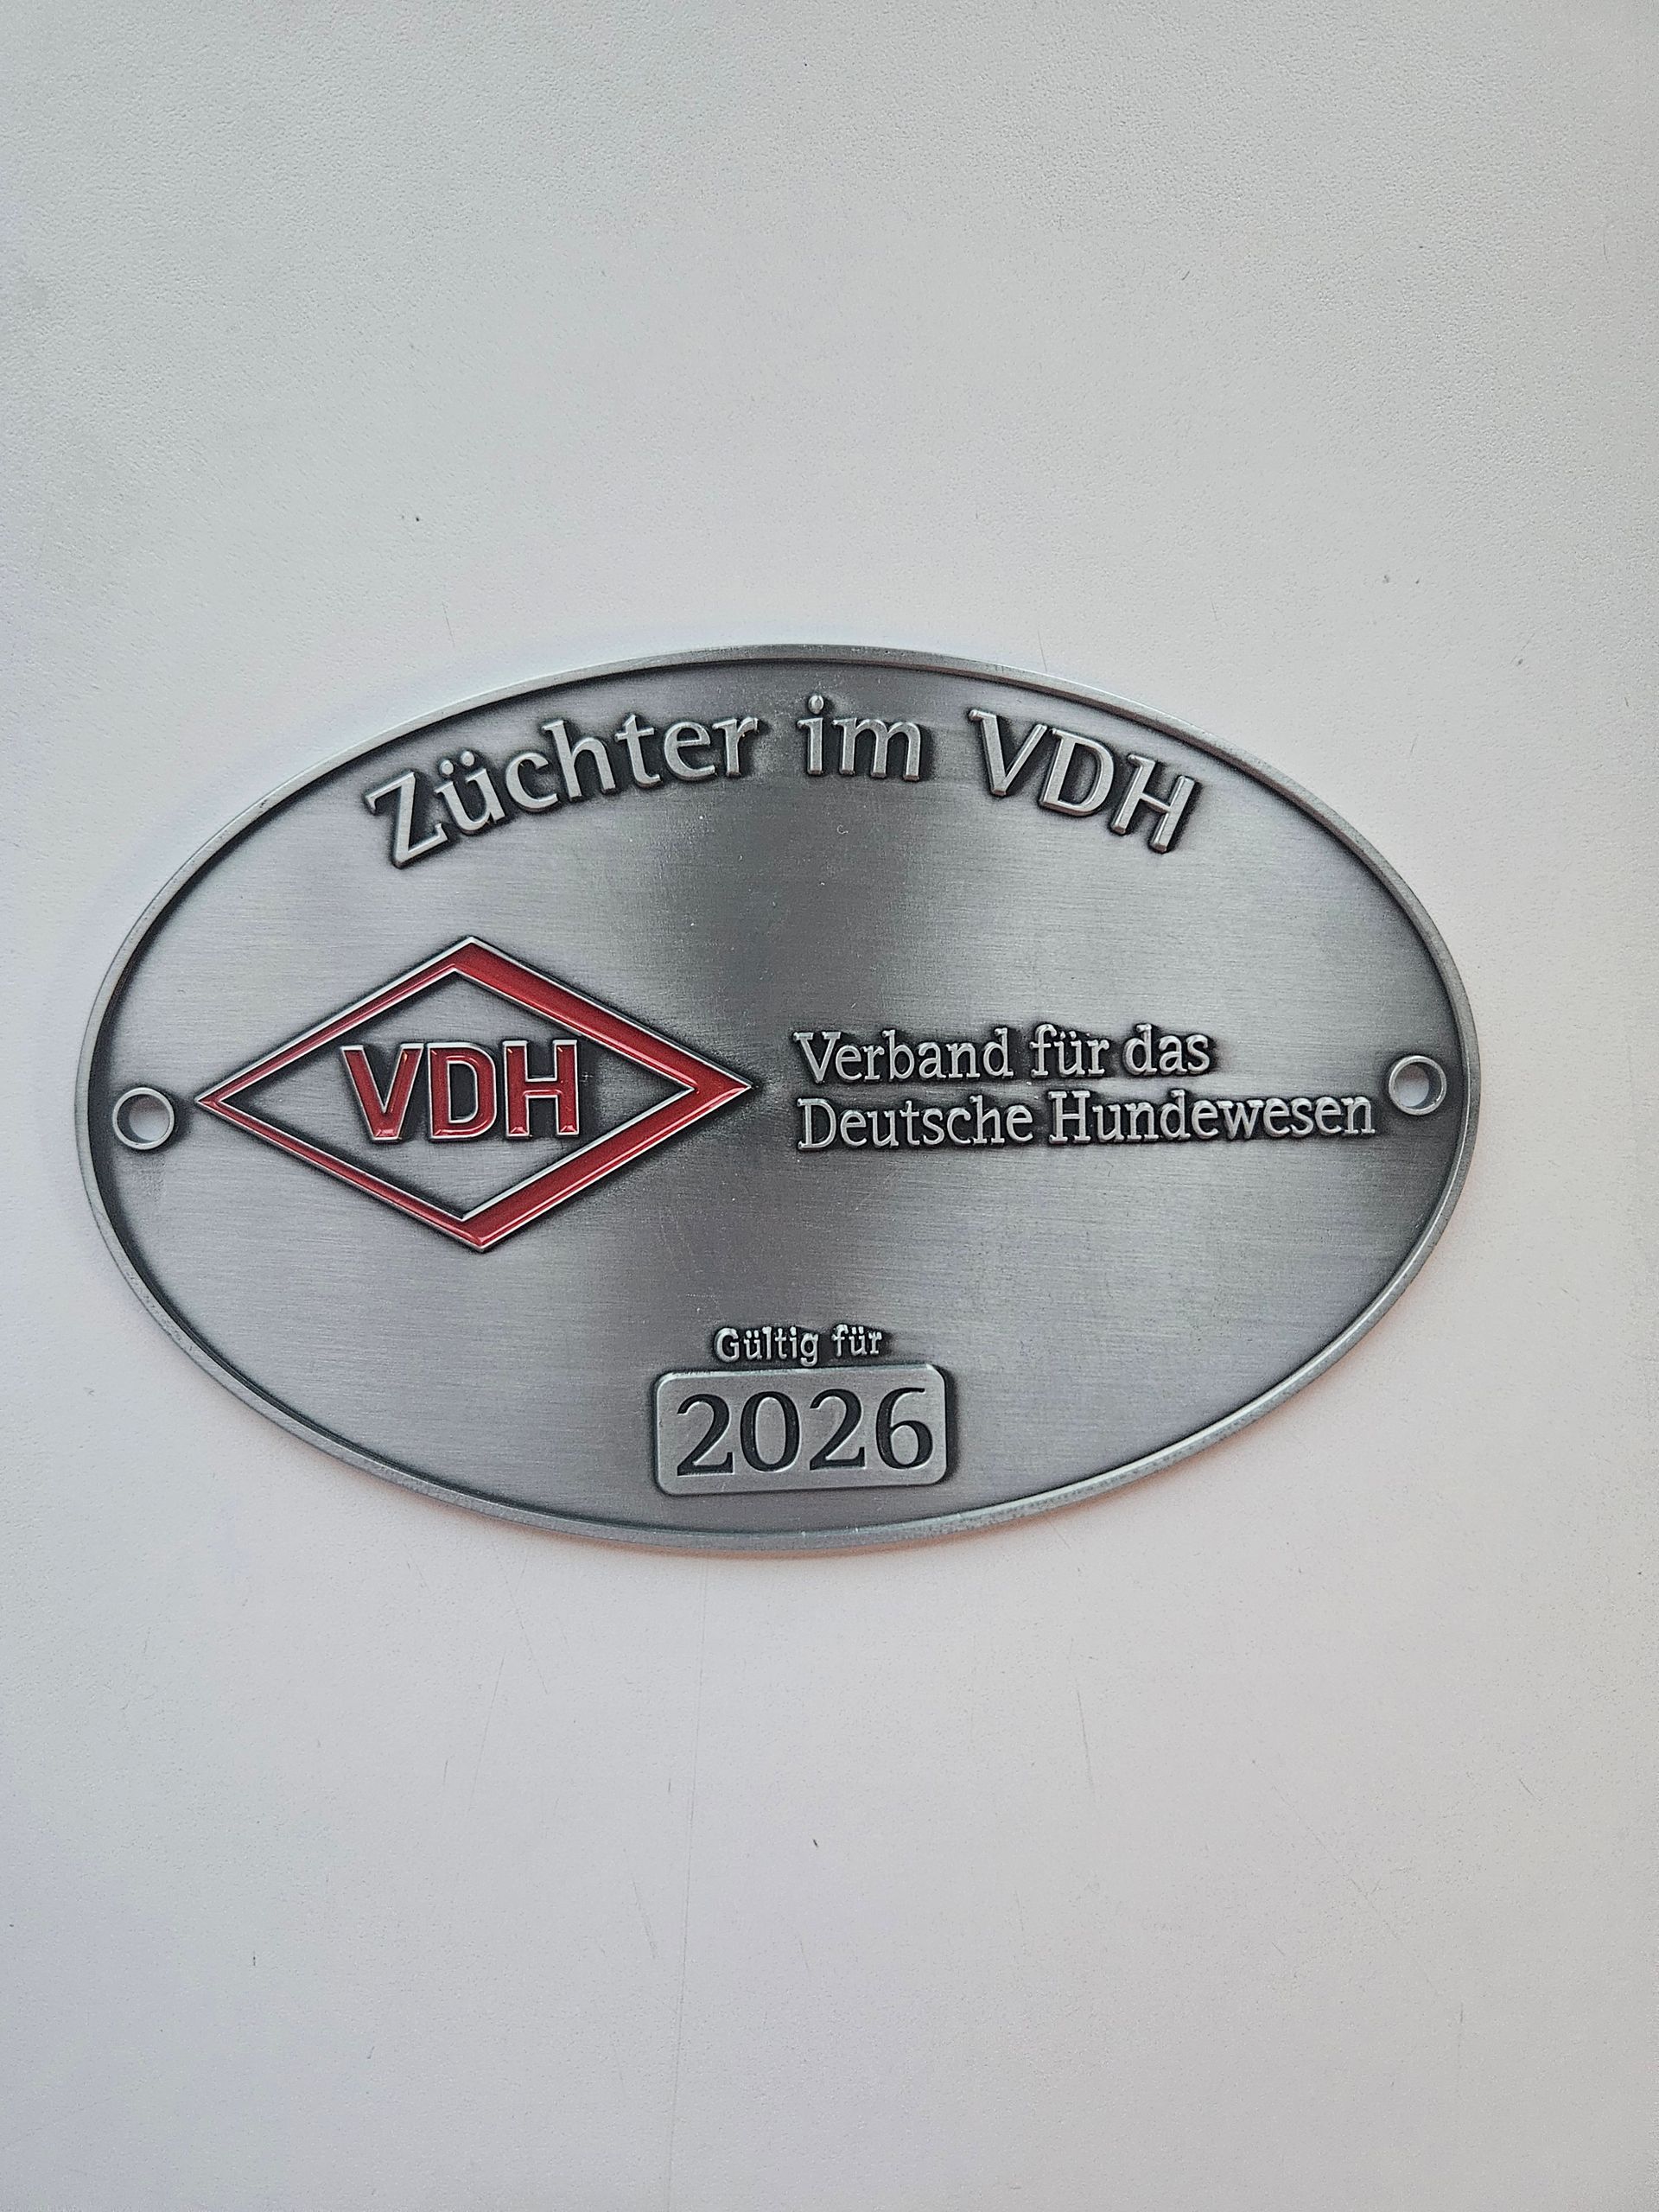 Züchter im VDH
VDH
Verband für das
Deutsche Hundewesen
Gültig für
2026